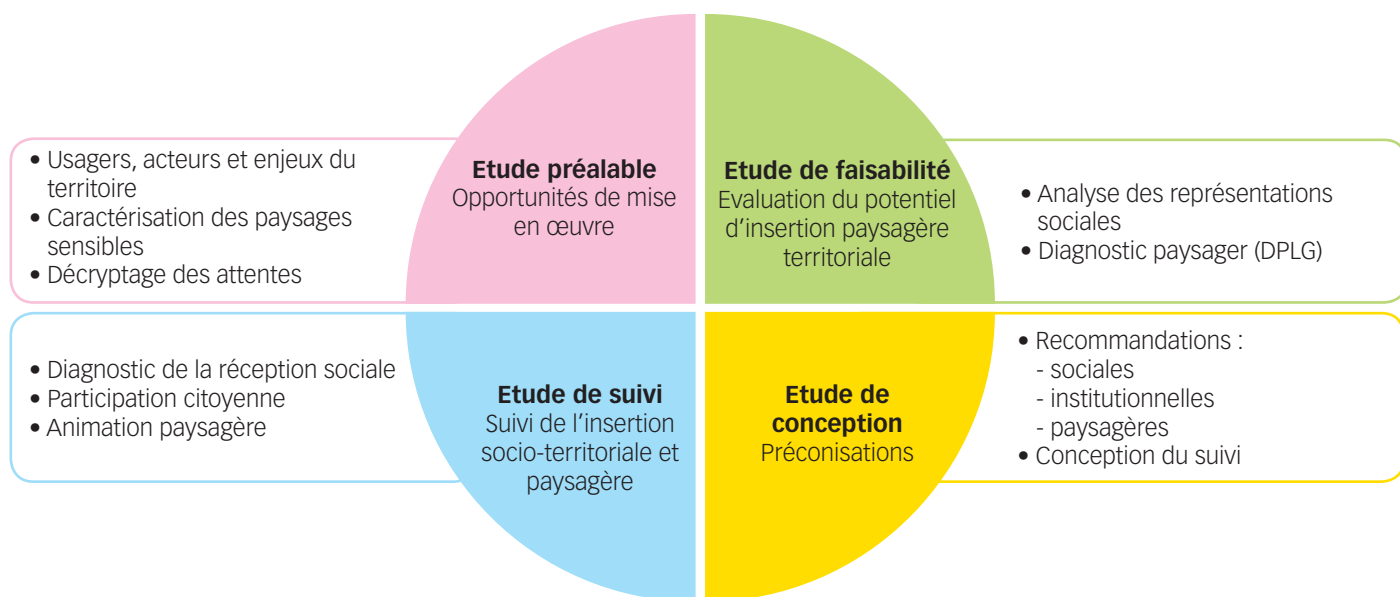 • Usagers, acteurs et enjeux du
territoire
• Caractérisation des paysages
sensibles
• Décryptage des attentes
Etude préalable
Opportunités de mise
en œuvre
Etude de faisabilité
Evaluation du potentiel
d'insertion paysagère
territoriale
• Analyse des représentations
sociales
• Diagnostic paysager (DPLG)
• Diagnostic de la réception sociale
• Participation citoyenne
• Animation paysagère
Etude de suivi
Suivi de l'insertion
socio-territoriale et
paysagère
Etude de
conception
Préconisations
• Recommandations :
- sociales
- institutionnelles
- paysagères
• Conception du suivi